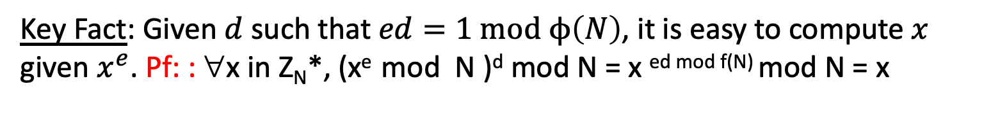 Key Fact: Given d such that ed = 1 mod ϕ(N), it is easy to compute x
given xᵉ. Pf: : ∀x in Z_N*, (xᵉ mod N )ᵈ mod N = x ᵉᵈ ᵐᵒᵈ ᶠ⁽ᴺ⁾ mod N = x